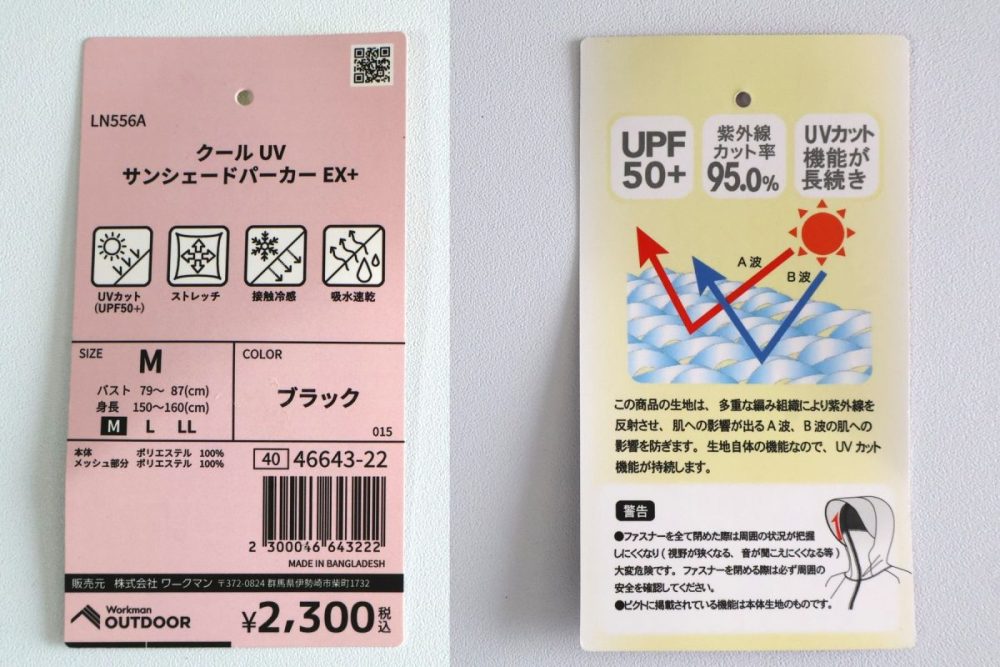 LN556A
クール UV
サンシェードパーカー EX+
UVカット
(UPF50+)
ストレッチ
接触冷感
吸水速乾
SIZE
M
バスト 79～ 87(cm)
身長 150～160(cm)
M L LL
COLOR
ブラック
015
本体 ポリエステル 100%
メッシュ部分 ポリエステル 100%
40 46643-22
2 300046 643222
MADE IN BANGLADESH
販売元 株式会社 ワークマン 〒372-0824 群馬県伊勢崎市柴町1732
Workman
OUTDOOR
¥2,300税込
UPF
50+
紫外線
カット率
95.0%
UVカット
機能が
長続き
A波
B波
この商品の生地は、多重な編み組織により紫外線を
反射させ、肌への影響が出るA波、B波の肌への
影響を防ぎます。生地自体の機能なので、UVカット
機能が持続します。
警告
●ファスナーを全て閉めた際は周囲の状況が把握
しにくくなり(視野が狭くなる、音が聞こえにくくなる等)
大変危険です。ファスナーを閉める際は必ず周囲の
安全を確認してください。
●ピクトに掲載されている機能は本体生地のものです。